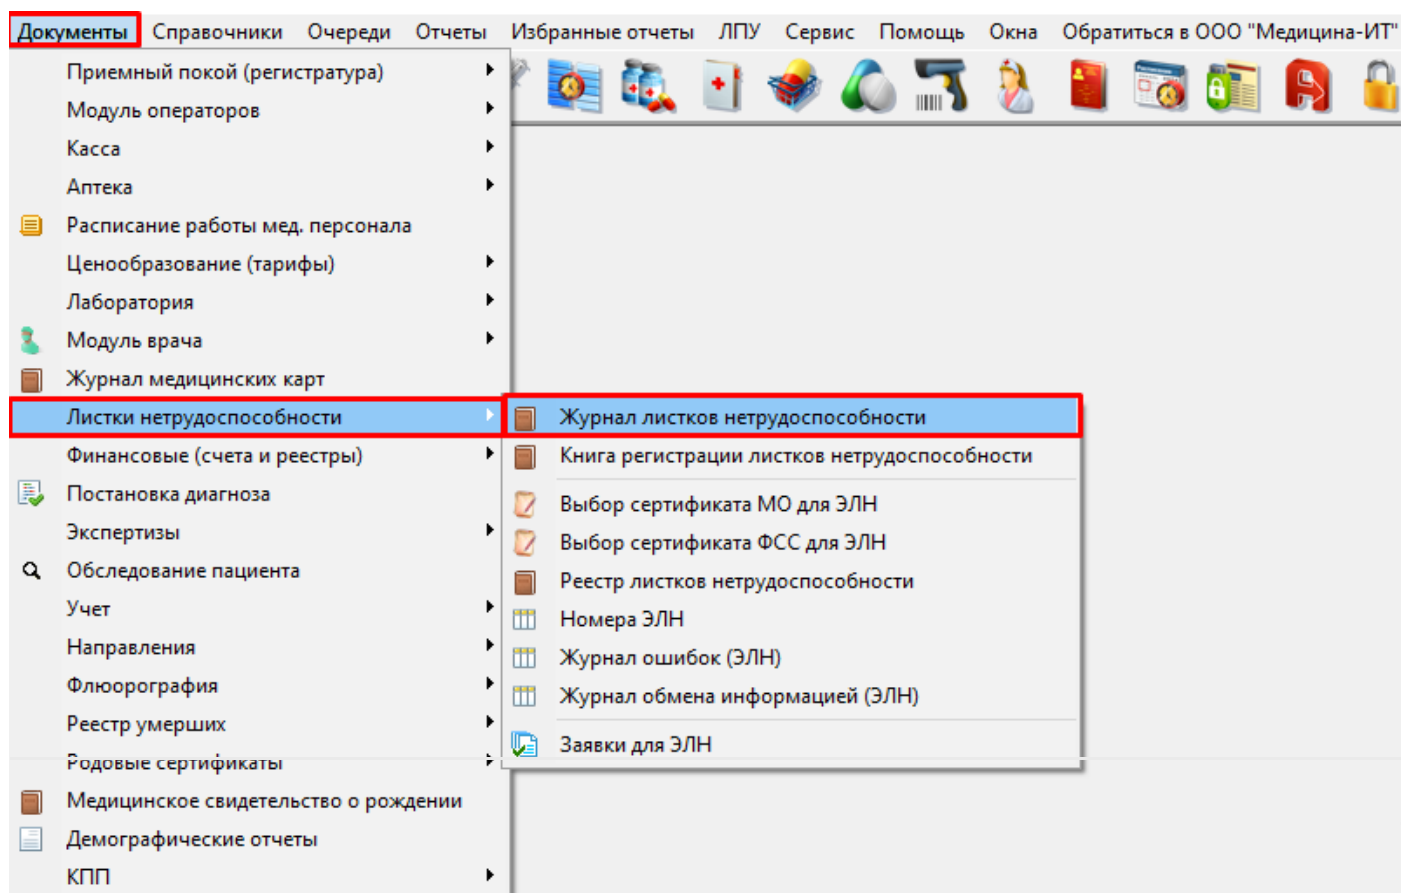 Документы Справочники Очереди Отчеты Избранные отчеты ЛПУ Сервис Помощь Окна Обратиться в ООО "Медицина-ИТ"
Приемный покой (регистратура)
Модуль операторов
Касса
Аптека
Расписание работы мед. персонала
Ценообразование (тарифы)
Лаборатория
Модуль врача
Журнал медицинских карт
Листки нетрудоспособности
Финансовые (счета и реестры)
Постановка диагноза
Экспертизы
Обследование пациента
Учет
Направления
Флюорография
Реестр умерших
Родовые сертификаты
Медицинское свидетельство о рождении
Демографические отчеты
КПП
Журнал листков нетрудоспособности
Книга регистрации листков нетрудоспособности
Выбор сертификата МО для ЭЛН
Выбор сертификата ФСС для ЭЛН
Реестр листков нетрудоспособности
Номера ЭЛН
Журнал ошибок (ЭЛН)
Журнал обмена информацией (ЭЛН)
Заявки для ЭЛН